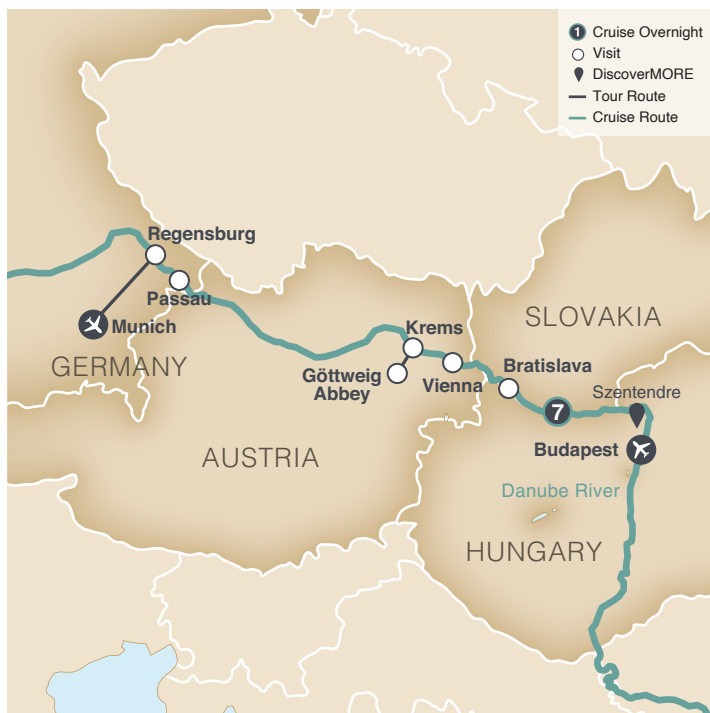 1 Cruise Overnight
Visit
DiscoverMORE
Tour Route
Cruise Route
Regensburg
Passau
Munich
GERMANY
SLOVAKIA
Krems
Göttweig
Abbey
Vienna
Bratislava
Szentendre
7
AUSTRIA
Budapest
Danube River
HUNGARY